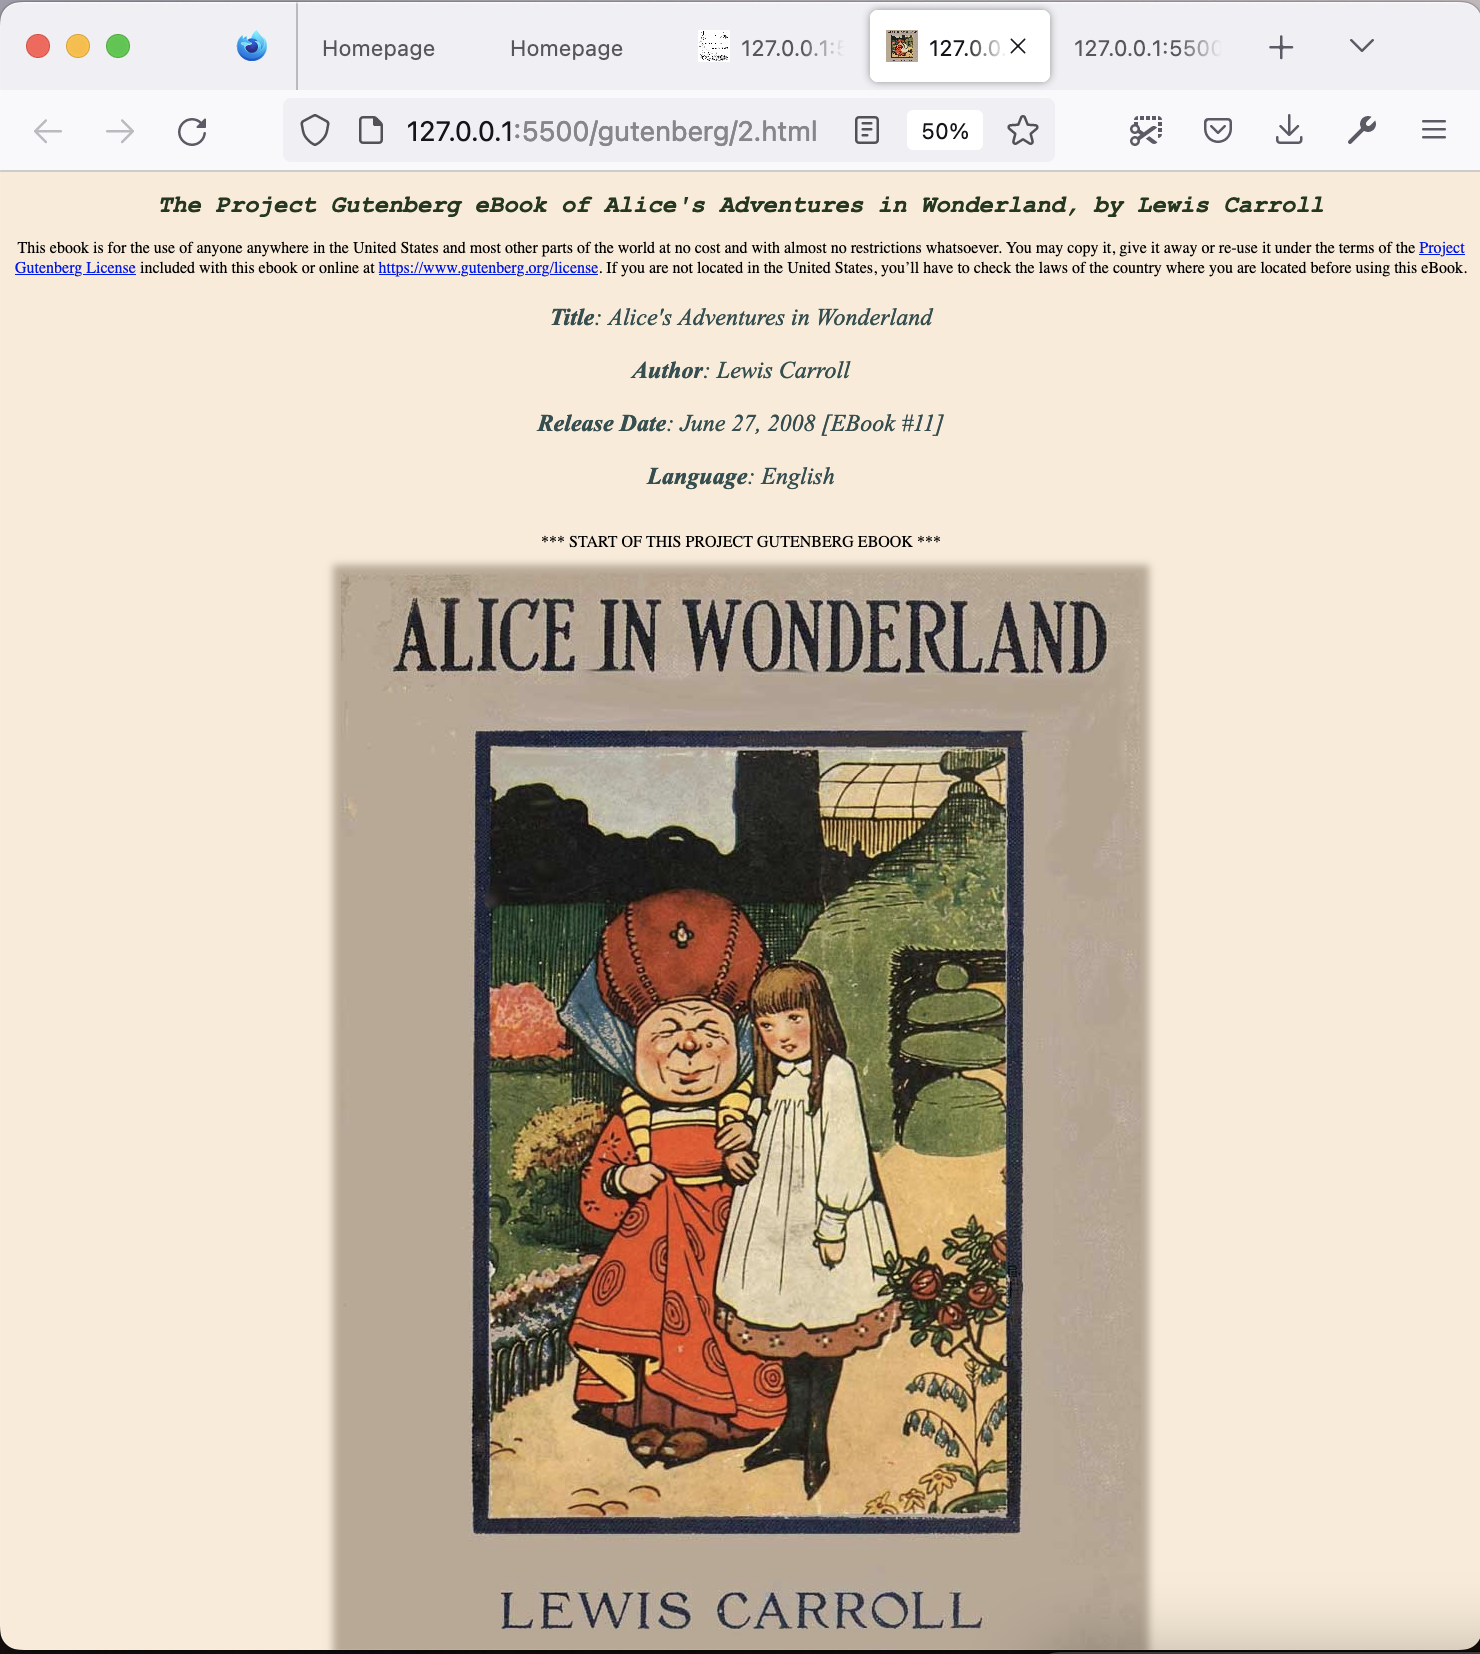 Homepage
Homepage
127.0.0.1:5
127.0.0.
127.0.0.1:5500
127.0.0.1:5500/gutenberg/2.html
50%
The Project Gutenberg eBook of Alice's Adventures in Wonderland, by Lewis Carroll
This ebook is for the use of anyone anywhere in the United States and most other parts of the world at no cost and with almost no restrictions whatsoever. You may copy it, give it away or re-use it under the terms of the Project
Gutenberg License included with this ebook or online at https://www.gutenberg.org/license. If you are not located in the United States, you’ll have to check the laws of the country where you are located before using this eBook.
Title: Alice's Adventures in Wonderland
Author: Lewis Carroll
Release Date: June 27, 2008 [EBook #11]
Language: English
*** START OF THIS PROJECT GUTENBERG EBOOK ***
ALICE IN WONDERLAND
LEWIS CARROLL